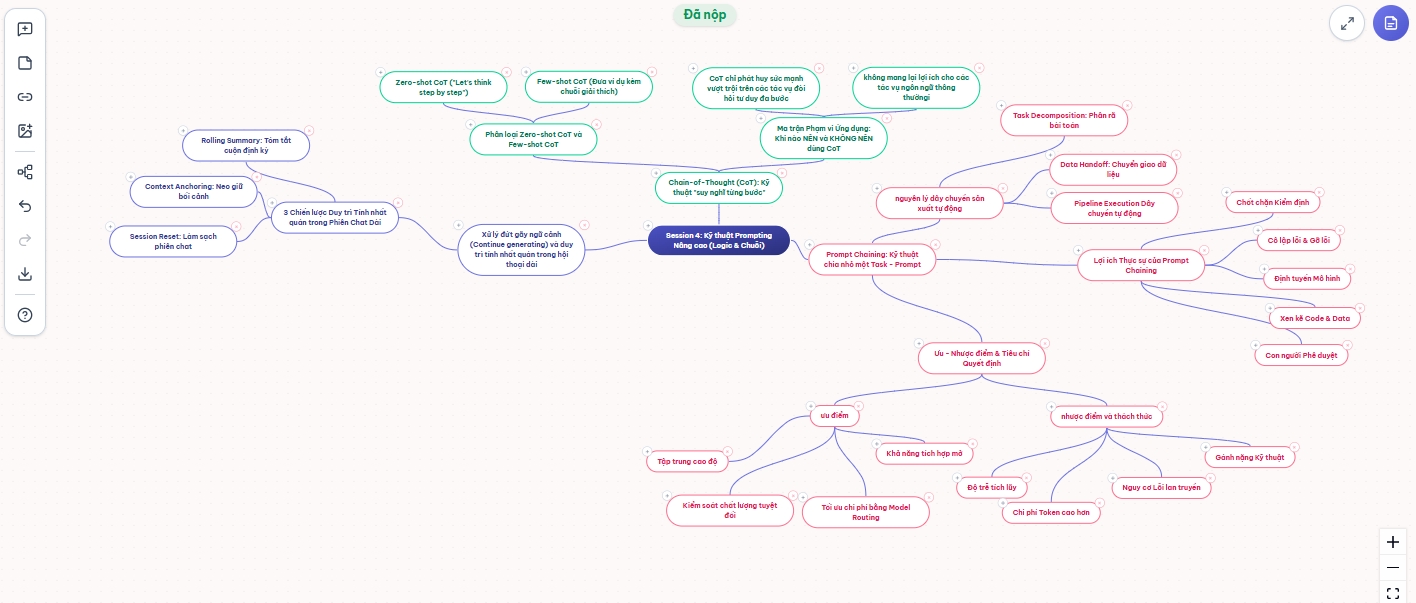 Đã nộp
Zero-shot CoT ("Let's think
step by step")
Few-shot CoT (Đưa ví dụ kèm
chuỗi giải thích)
CoT chỉ phát huy sức mạnh
vượt trội trên các tác vụ đòi
hỏi tư duy đa bước
không mang lại lợi ích cho các
tác vụ ngôn ngữ thông
thường
Phân loại Zero-shot CoT và
Few-shot CoT
Ma trận Phạm vi Ứng dụng:
Khi nào NÊN và KHÔNG NÊN
dùng CoT
Chain-of-Thought (CoT): Kỹ
thuật "suy nghĩ từng bước"
Rolling Summary: Tóm tắt
cuộn định kỳ
Context Anchoring: Neo giữ
bối cảnh
Session Reset: Làm sạch
phiên chat
3 Chiến lược Duy trì Tính nhất
quán trong Phiên Chat Dài
Xử lý đứt gãy ngữ cảnh
(Continue generating) và duy
trì tính nhất quán trong hội
thoại dài
Session 4: Kỹ thuật Prompting
Nâng cao (Logic & Chuỗi)
Prompt Chaining: Kỹ thuật
chia nhỏ một Task - Prompt
nguyên lý dây chuyền sản
xuất tự động
Task Decomposition: Phân rã
bài toán
Data Handoff: Chuyển giao dữ
liệu
Pipeline Execution Dây
chuyền tự động
Lợi ích Thực sự của Prompt
Chaining
Chốt chặn Kiểm định
Cô lập lỗi & Gỡ lỗi
Định tuyến Mô hình
Xen kẽ Code & Data
Con người Phê duyệt
Ưu - Nhược điểm & Tiêu chí
Quyết định
ưu điểm
Tập trung cao độ
Kiểm soát chất lượng tuyệt
đối
Tối ưu chi phí bằng Model
Routing
Khả năng tích hợp mở
nhược điểm và thách thức
Độ trễ tích lũy
Chi phí Token cao hơn
Nguy cơ Lỗi lan truyền
Gánh nặng Kỹ thuật